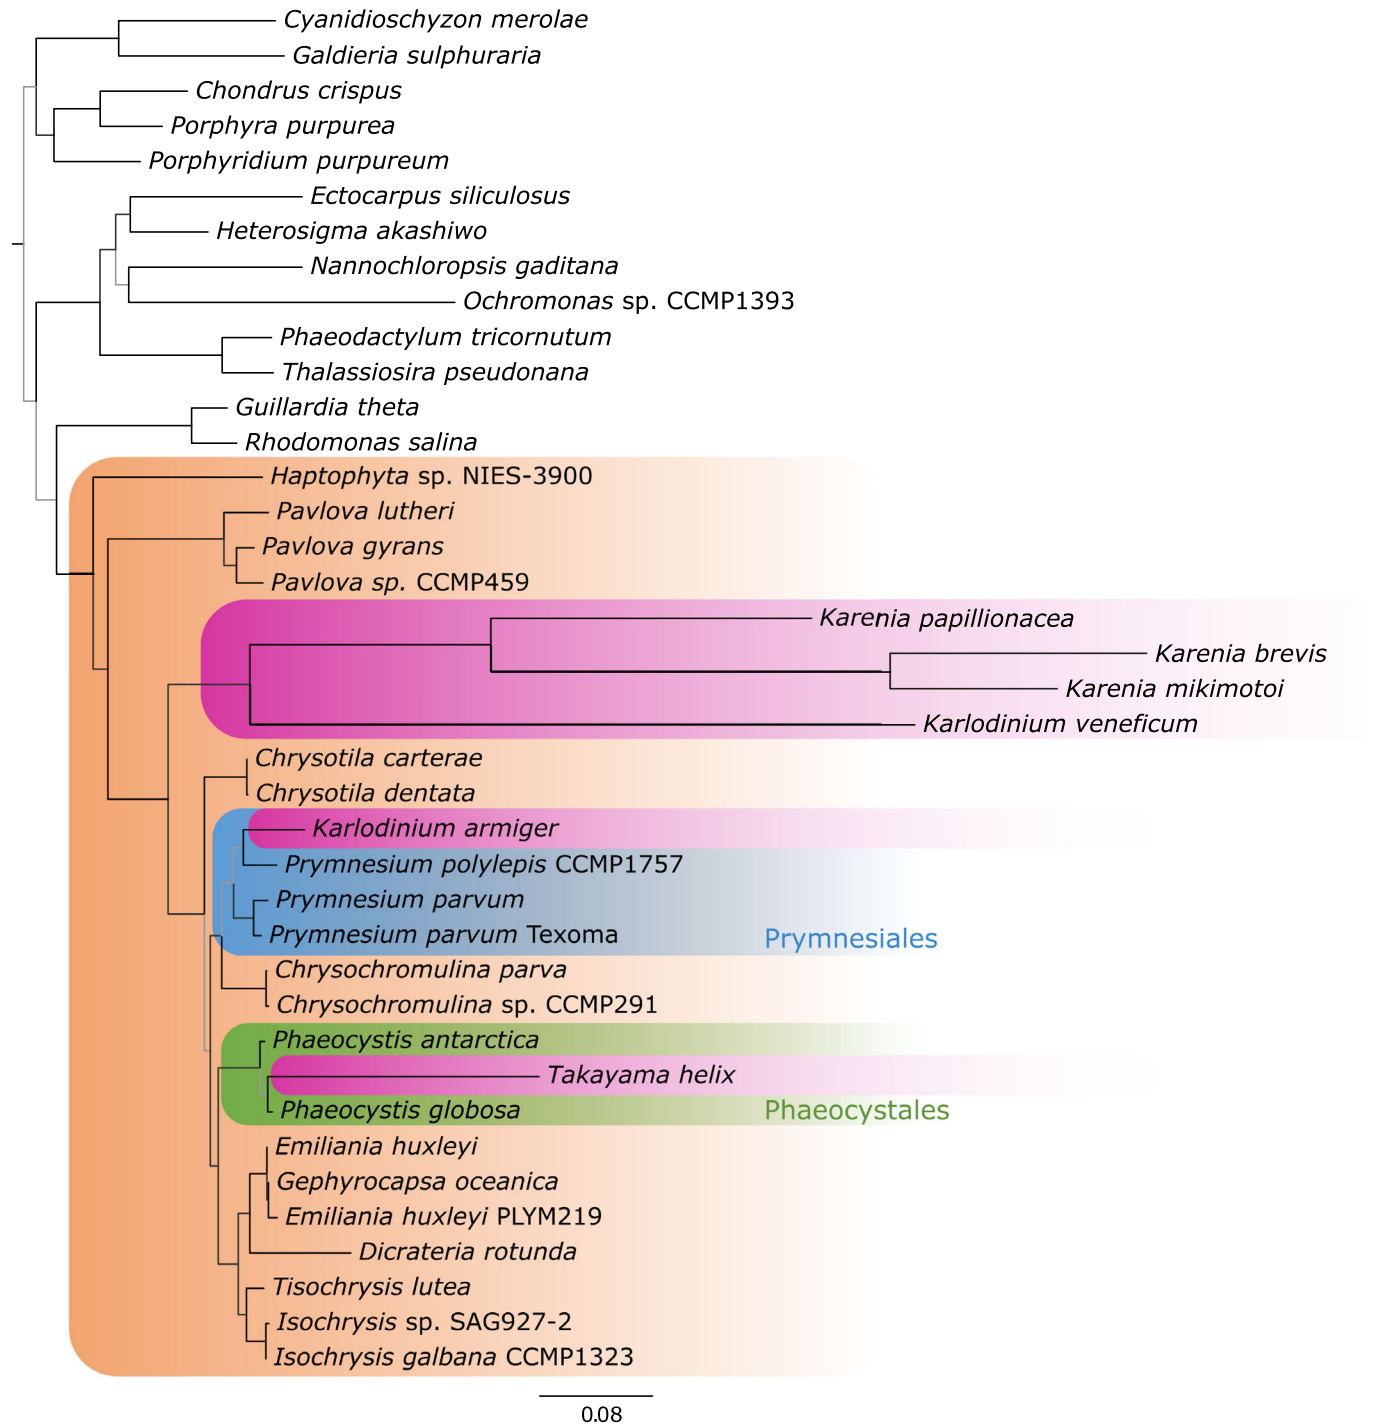 Cyanidioschyzon merolae
Galdieria sulphuraria
Chondrus crispus
Porphyra purpurea
Porphyridium purpureum
Ectocarpus siliculosus
Heterosigma akashiwo
Nannochloropsis gaditana
Ochromonas sp. CCMP1393
Phaeodactylum tricornutum
Thalassiosira pseudonana
Guillardia theta
Rhodomonas salina
Haptophyta sp. NIES-3900
Pavlova lutheri
Pavlova gyrans
Pavlova sp. CCMP459
Karenia papillionacea
Karenia brevis
Karenia mikimotoi
Karlodinium veneficum
Chrysotila carterae
Chrysotila dentata
Karlodinium armiger
Prymnesium polylepis CCMP1757
Prymnesium parvum
Prymnesium parvum Texoma
Prymnesiales
Chrysochromulina parva
Chrysochromulina sp. CCMP291
Phaeocystis antarctica
Takayama helix
Phaeocystis globosa
Phaeocystales
Emiliania huxleyi
Gephyrocapsa oceanica
Emiliania huxleyi PLYM219
Dicrateria rotunda
Tisochrysis lutea
Isochrysis sp. SAG927-2
Isochrysis galbana CCMP1323
0.08